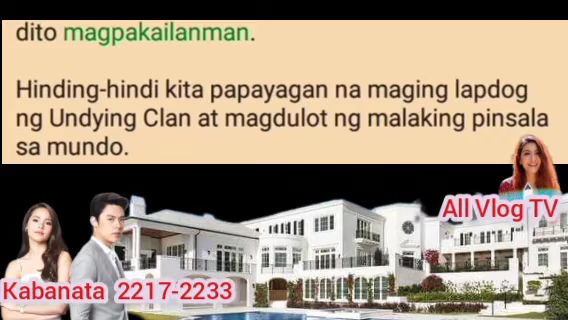 dito magpakailanman.
Hinding-hindi kita papayagan na maging lapdog
ng Undying Clan at magdulot ng malaking pinsala
sa mundo.
All Vlog TV
Kabanata 2217-2233